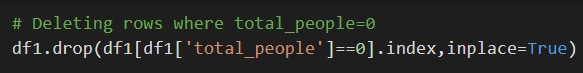 # Deleting rows where total_people=0
df1.drop(df1[df1['total_people']==0].index,inplace=True)